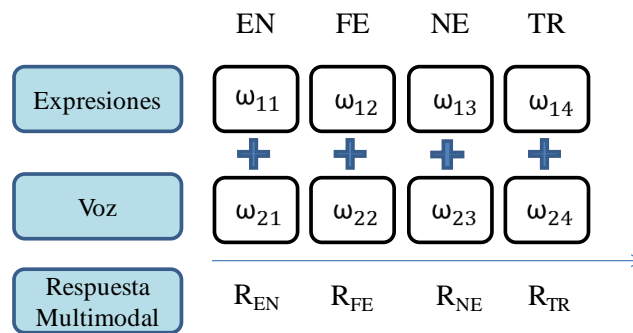 EN FE NE TR
Expresiones ω11 ω12 ω13 ω14
+ + + +
Voz ω21 ω22 ω23 ω24
Respuesta
Multimodal REN RFE RNE RTR